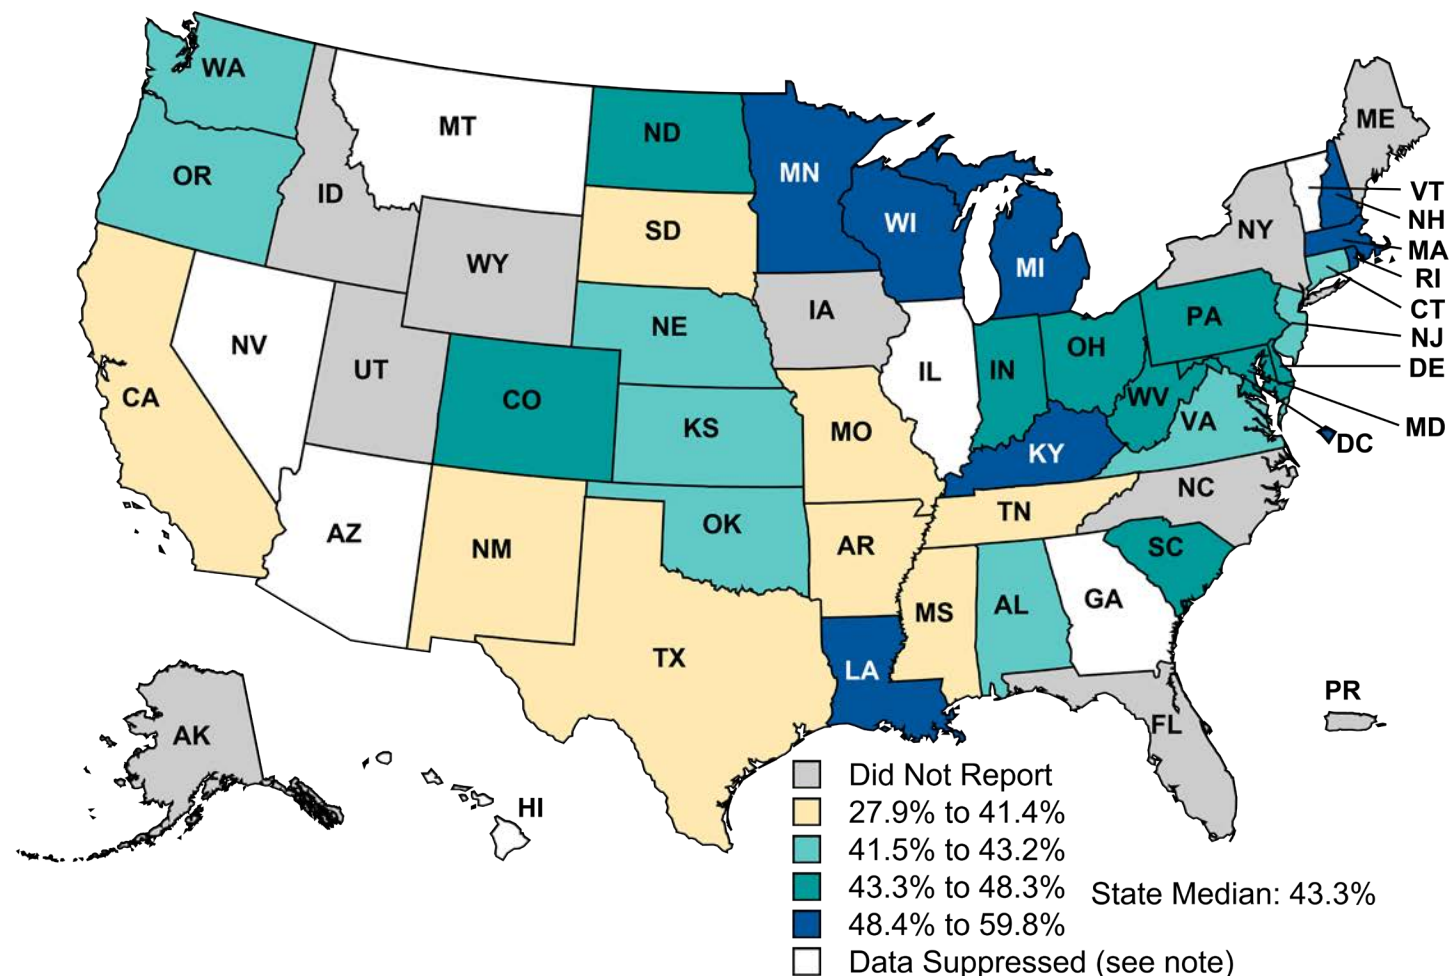 WA
MT
ND
MN
ME
OR
ID
SD
WI
MI
NY
VT
NH
MA
RI
CT
NJ
DE
MD
DC
WY
IA
NE
PA
NV
UT
CO
IL
IN
OH
WV
VA
CA
KS
MO
KY
NC
AZ
NM
OK
AR
TN
SC
TX
MS
AL
GA
LA
FL
PR
AK
HI
Did Not Report
27.9% to 41.4%
41.5% to 43.2%
43.3% to 48.3%
State Median: 43.3%
48.4% to 59.8%
Data Suppressed (see note)